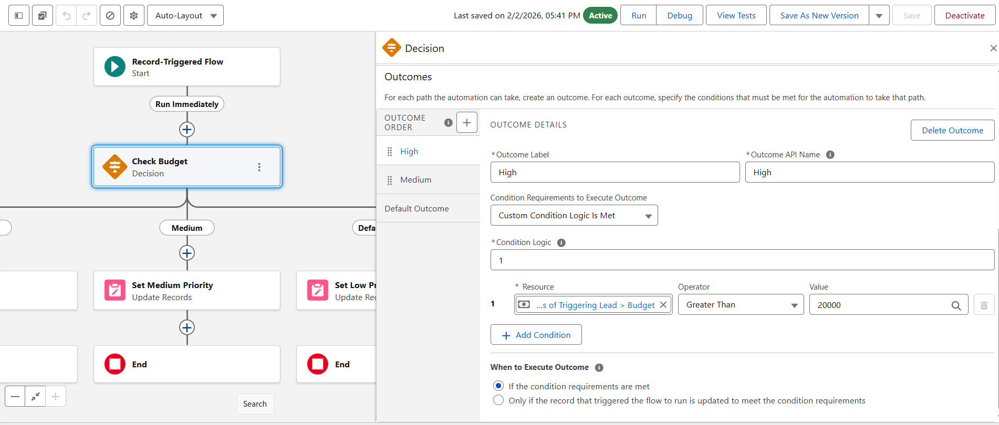 Auto-Layout
Last saved on 2/2/2026, 05:41 PM
Active
Run
Debug
View Tests
Save As New Version
Save
Deactivate
Record-Triggered Flow
Start
Run Immediately
Check Budget
Decision
Medium
Defa
Set Medium Priority
Update Records
Set Low Pr
Update Rec
End
End
Search
Decision
Outcomes
For each path the automation can take, create an outcome. For each outcome, specify the conditions that must be met for the automation to take that path.
OUTCOME
ORDER
High
Medium
Default Outcome
OUTCOME DETAILS
Delete Outcome
*Outcome Label
High
*Outcome API Name
High
Condition Requirements to Execute Outcome
Custom Condition Logic Is Met
*Condition Logic
1
* Resource
Operator
Value
1
...s of Triggering Lead > Budget
Greater Than
20000
Add Condition
When to Execute Outcome
If the condition requirements are met
Only if the record that triggered the flow to run is updated to meet the condition requirements